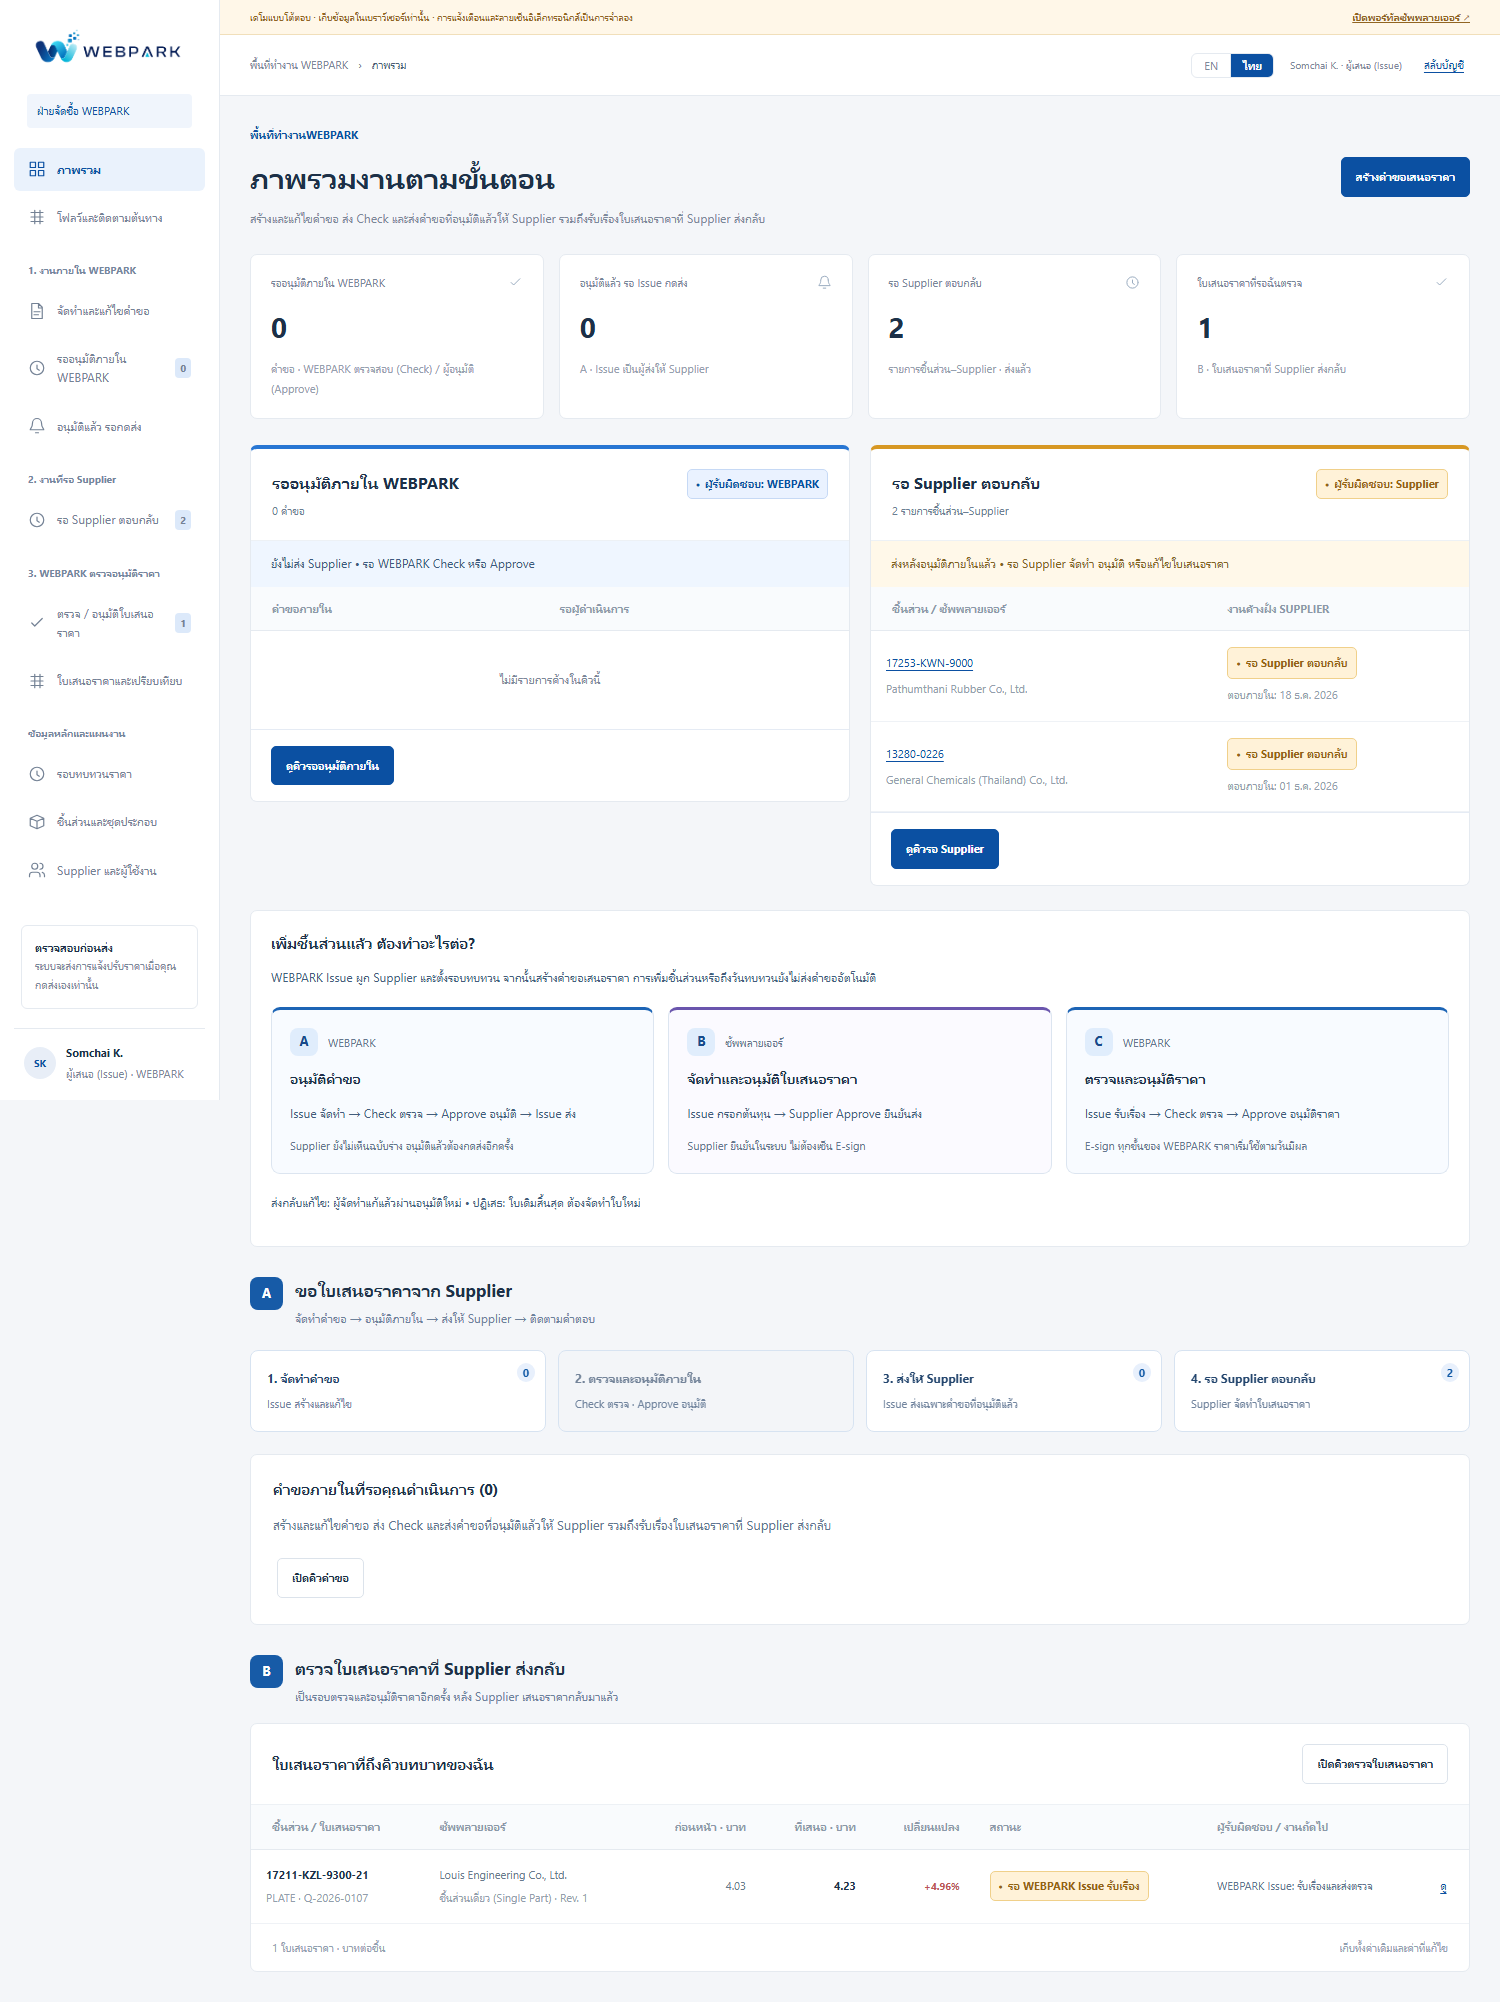 เดโมแบบโต้ตอบ · เก็บข้อมูลในเบราว์เซอร์เท่านั้น · การแจ้งเตือนและลายเซ็นอิเล็กทรอนิกส์เป็นการจำลอง
เปิดพอร์ทัลซัพพลายเออร์ ↗
WEBPARK
พื้นที่ทำงาน WEBPARK › ภาพรวม
EN ไทย
Somchai K. · ผู้เสนอ (Issue)
สลับบัญชี
ฝ่ายจัดซื้อ WEBPARK
ภาพรวม
โฟลว์และติดตามต้นทาง
1. งานภายใน WEBPARK
จัดทำและแก้ไขคำขอ
รออนุมัติภายใน
WEBPARK
0
อนุมัติแล้ว รอกดส่ง
2. งานที่รอ Supplier
รอ Supplier ตอบกลับ 2
3. WEBPARK ตรวจอนุมัติราคา
ตรวจ / อนุมัติใบเสนอ
ราคา
1
ใบเสนอราคาและเปรียบเทียบ
ข้อมูลหลักและแผนงาน
รอบทบทวนราคา
ชิ้นส่วนและชุดประกอบ
Supplier และผู้ใช้งาน
ตรวจสอบก่อนส่ง
ระบบจะส่งการแจ้งปรับราคาเมื่อคุณ
กดส่งเองเท่านั้น
SK
Somchai K.
ผู้เสนอ (Issue) · WEBPARK
พื้นที่ทำงานWEBPARK
ภาพรวมงานตามขั้นตอน
สร้างคำขอเสนอราคา
สร้างและแก้ไขคำขอ ส่ง Check และส่งคำขอที่อนุมัติแล้วให้ Supplier รวมถึงรับเรื่องใบเสนอราคาที่ Supplier ส่งกลับ
รออนุมัติภายใน WEBPARK
0
คำขอ · WEBPARK ตรวจสอบ (Check) / ผู้อนุมัติ
(Approve)
อนุมัติแล้ว รอ Issue กดส่ง
0
A · Issue เป็นผู้ส่งให้ Supplier
รอ Supplier ตอบกลับ
2
รายการชิ้นส่วน–Supplier · ส่งแล้ว
ใบเสนอราคาที่รอฉันตรวจ
1
B · ใบเสนอราคาที่ Supplier ส่งกลับ
รออนุมัติภายใน WEBPARK
• ผู้รับผิดชอบ: WEBPARK
0 คำขอ
ยังไม่ส่ง Supplier • รอ WEBPARK Check หรือ Approve
คำขอภายใน รอผู้ดำเนินการ
ไม่มีรายการค้างในคิวนี้
ดูคิวรออนุมัติภายใน
รอ Supplier ตอบกลับ
• ผู้รับผิดชอบ: Supplier
2 รายการชิ้นส่วน–Supplier
ส่งหลังอนุมัติภายในแล้ว • รอ Supplier จัดทำ อนุมัติ หรือแก้ไขใบเสนอราคา
ชิ้นส่วน / ซัพพลายเออร์ งานค้างฝั่ง SUPPLIER
17253-KWN-9000
Pathumthani Rubber Co., Ltd.
• รอ Supplier ตอบกลับ
ตอบภายใน: 18 ธ.ค. 2026
13280-0226
General Chemicals (Thailand) Co., Ltd.
• รอ Supplier ตอบกลับ
ตอบภายใน: 01 ธ.ค. 2026
ดูคิวรอ Supplier
เพิ่มชิ้นส่วนแล้ว ต้องทำอะไรต่อ?
WEBPARK Issue ผูก Supplier และตั้งรอบทบทวน จากนั้นสร้างคำขอเสนอราคา การเพิ่มชิ้นส่วนหรือถึงวันทบทวนยังไม่ส่งคำขออัตโนมัติ
A WEBPARK
อนุมัติคำขอ
Issue จัดทำ → Check ตรวจ → Approve อนุมัติ → Issue ส่ง
Supplier ยังไม่เห็นฉบับร่าง อนุมัติแล้วต้องกดส่งอีกครั้ง
B ซัพพลายเออร์
จัดทำและอนุมัติใบเสนอราคา
Issue กรอกต้นทุน → Supplier Approve ยืนยันส่ง
Supplier ยืนยันในระบบ ไม่ต้องเซ็น E-sign
C WEBPARK
ตรวจและอนุมัติราคา
Issue รับเรื่อง → Check ตรวจ → Approve อนุมัติราคา
E-sign ทุกขั้นของ WEBPARK ราคาเริ่มใช้ตามวันมีผล
ส่งกลับแก้ไข: ผู้จัดทำแก้แล้วผ่านอนุมัติใหม่ • ปฏิเสธ: ใบเดิมสิ้นสุด ต้องจัดทำใบใหม่
A ขอใบเสนอราคาจาก Supplier
จัดทำคำขอ → อนุมัติภายใน → ส่งให้ Supplier → ติดตามคำตอบ
1. จัดทำคำขอ 0
Issue สร้างและแก้ไข
2. ตรวจและอนุมัติภายใน
Check ตรวจ · Approve อนุมัติ
3. ส่งให้ Supplier 0
Issue ส่งเฉพาะคำขอที่อนุมัติแล้ว
4. รอ Supplier ตอบกลับ 2
Supplier จัดทำใบเสนอราคา
คำขอภายในที่รอคุณดำเนินการ (0)
สร้างและแก้ไขคำขอ ส่ง Check และส่งคำขอที่อนุมัติแล้วให้ Supplier รวมถึงรับเรื่องใบเสนอราคาที่ Supplier ส่งกลับ
เปิดคิวคำขอ
B ตรวจใบเสนอราคาที่ Supplier ส่งกลับ
เป็นรอบตรวจและอนุมัติราคาอีกครั้ง หลัง Supplier เสนอราคากลับมาแล้ว
ใบเสนอราคาที่ถึงคิวบทบาทของฉัน
เปิดคิวตรวจใบเสนอราคา
ชิ้นส่วน / ใบเสนอราคา ซัพพลายเออร์ ก่อนหน้า · บาท ที่เสนอ · บาท เปลี่ยนแปลง สถานะ ผู้รับผิดชอบ / งานถัดไป
17211-KZL-9300-21
PLATE · Q-2026-0107
Louis Engineering Co., Ltd.
ชิ้นส่วนเดี่ยว (Single Part) · Rev. 1
4.03 4.23 +4.96% • รอ WEBPARK Issue รับเรื่อง WEBPARK Issue: รับเรื่องและส่งตรวจ ดู
1 ใบเสนอราคา · บาทต่อชิ้น
เก็บทั้งค่าเดิมและค่าที่แก้ไข